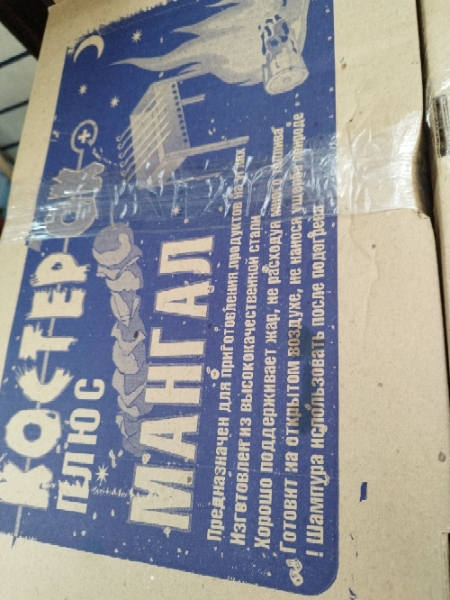 КОСТЕР
ПЛЮС
МАНГАЛ
Предназначен для приготовления продуктов на углях
Изготовлен из высококачественной стали
Хорошо поддерживает жар, не расходуя много топлива
Готовит на открытом воздухе, не нанося ущерба природе
! Шампура использовать после подогрева